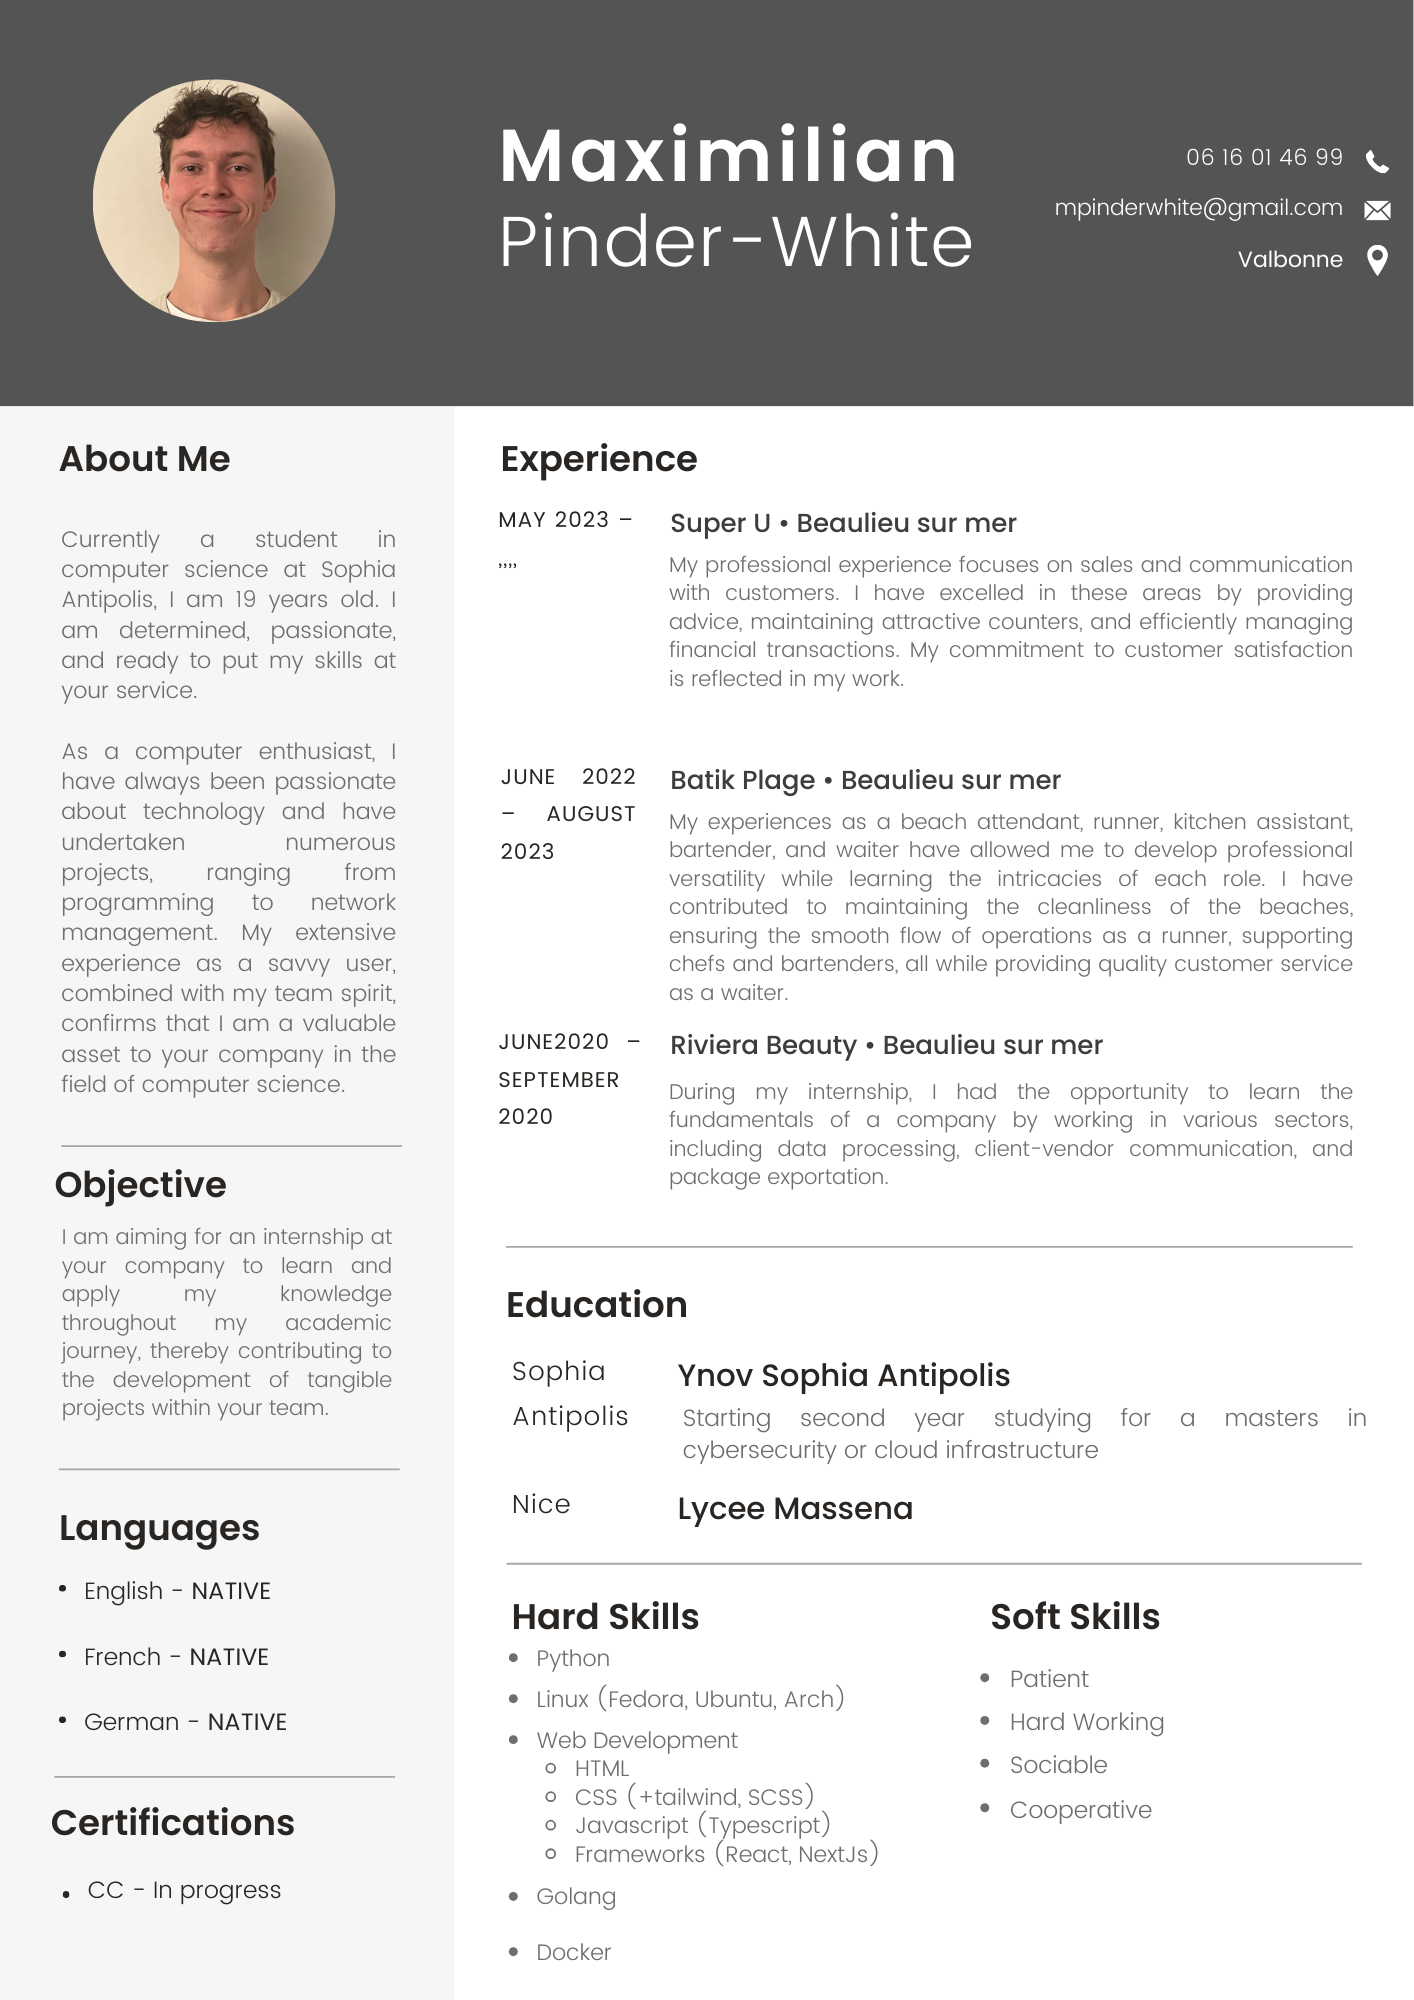 Maximilian
Pinder-White
06 16 01 46 99
mpinderwhite@gmail.com
Valbonne
About Me
Currently a student in
computer science at Sophia
Antipolis, I am 19 years old. I
am determined, passionate,
and ready to put my skills at
your service.
As a computer enthusiast, I
have always been passionate
about technology and have
undertaken numerous
projects, ranging from
programming to network
management. My extensive
experience as a savvy user,
combined with my team spirit,
confirms that I am a valuable
asset to your company in the
field of computer science.
Objective
I am aiming for an internship at
your company to learn and
apply my knowledge
throughout my academic
journey, thereby contributing to
the development of tangible
projects within your team.
Languages
• English - NATIVE
• French - NATIVE
• German - NATIVE
Certifications
• CC - In progress
Experience
MAY 2023 –
,,,,
Super U • Beaulieu sur mer
My professional experience focuses on sales and communication
with customers. I have excelled in these areas by providing
advice, maintaining attractive counters, and efficiently managing
financial transactions. My commitment to customer satisfaction
is reflected in my work.
JUNE 2022
– AUGUST
2023
Batik Plage • Beaulieu sur mer
My experiences as a beach attendant, runner, kitchen assistant,
bartender, and waiter have allowed me to develop professional
versatility while learning the intricacies of each role. I have
contributed to maintaining the cleanliness of the beaches,
ensuring the smooth flow of operations as a runner, supporting
chefs and bartenders, all while providing quality customer service
as a waiter.
JUNE2020 –
SEPTEMBER
2020
Riviera Beauty • Beaulieu sur mer
During my internship, I had the opportunity to learn the
fundamentals of a company by working in various sectors,
including data processing, client-vendor communication, and
package exportation.
Education
Sophia
Antipolis
Ynov Sophia Antipolis
Starting second year studying for a masters in
cybersecurity or cloud infrastructure
Nice
Lycee Massena
Hard Skills
• Python
• Linux (Fedora, Ubuntu, Arch)
• Web Development
○ HTML
○ CSS (+tailwind, SCSS)
○ Javascript (Typescript)
○ Frameworks (React, NextJs)
• Golang
• Docker
Soft Skills
• Patient
• Hard Working
• Sociable
• Cooperative